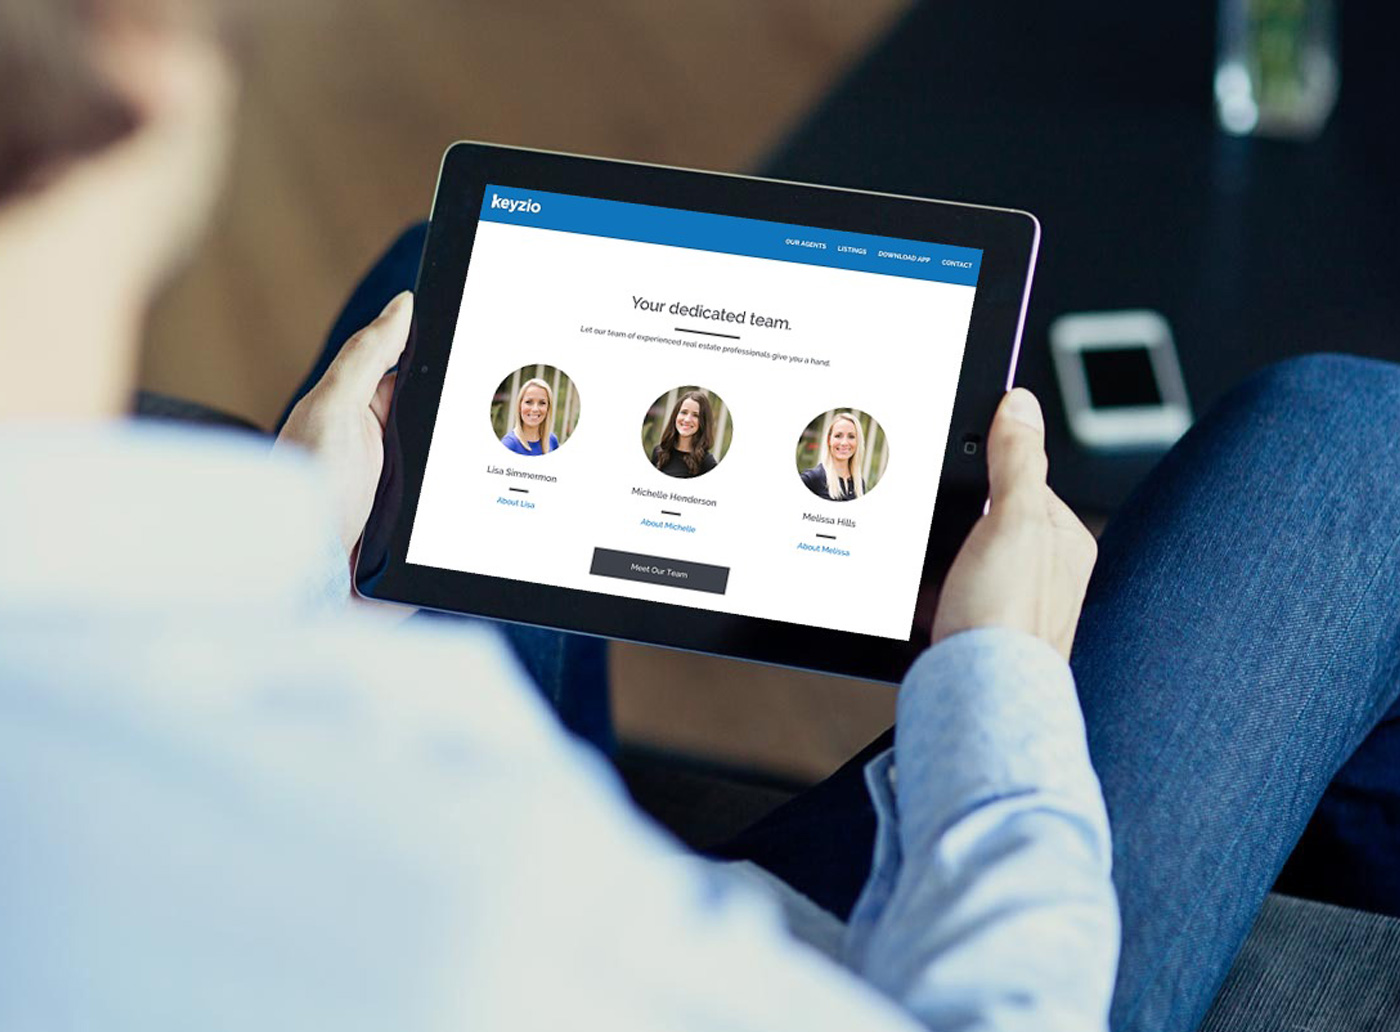 keyzio
OUR AGENTS LISTINGS DOWNLOAD APP CONTACT
Your dedicated team.
Let our team of experienced real estate professionals give you a hand.
Lisa Simmermon
About Lisa
Michelle Henderson
About Michelle
Melissa Hills
About Melissa
Meet Our Team